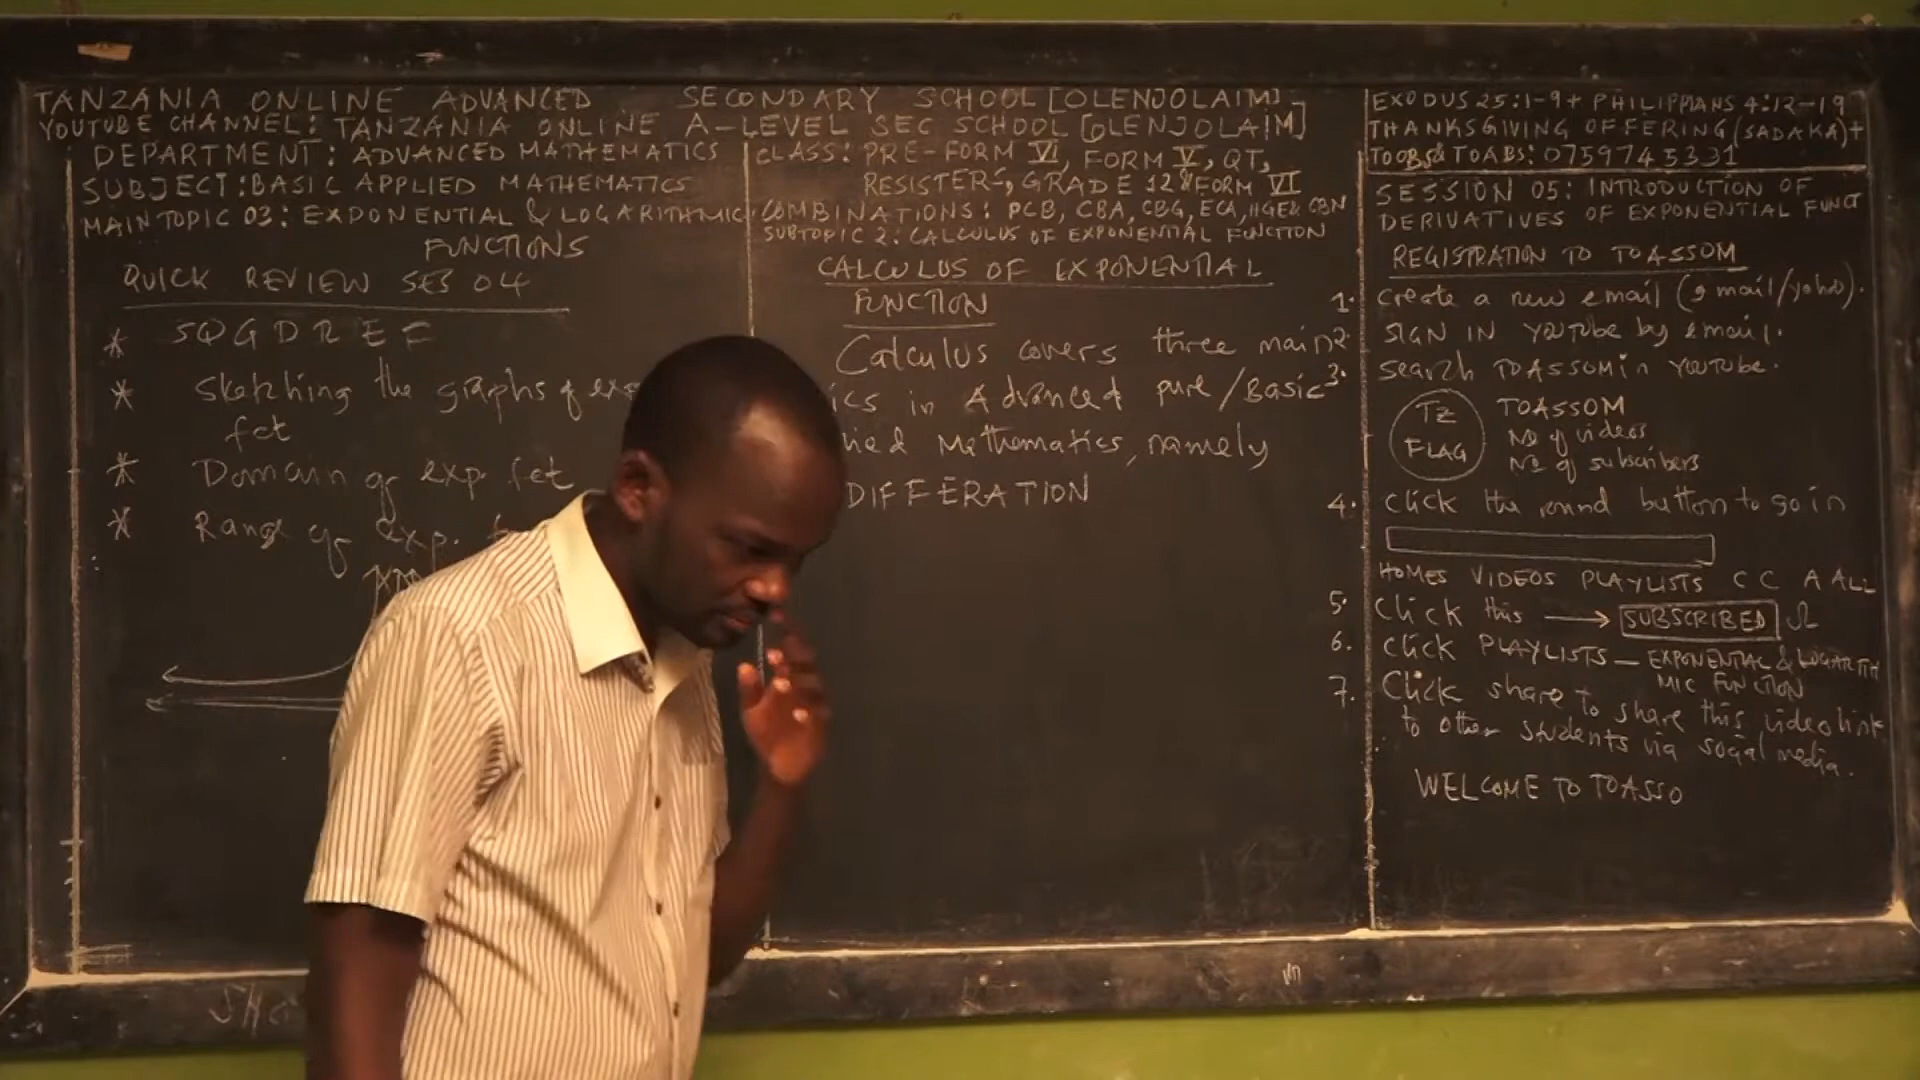 TANZANIA ONLINE ADVANCED SECONDARY SCHOOL [OLENJOLAIM]
YOUTUBE CHANNEL: TANZANIA ONLINE A-LEVEL SEC SCHOOL [OLENJOLAIM]
DEPARTMENT: ADVANCED MATHEMATICS
SUBJECT: BASIC APPLIED MATHEMATICS
MAIN TOPIC 03: EXPONENTIAL & LOGARITHMIC
FUNCTIONS
QUICK REVIEW SES 04
* SQGDREF
* Sketching the graphs of
fct
* Domain of exp. fct
* Range of exp.
CLASS: PRE-FORM VI, FORM V, QT,
RESISTERS, GRADE 12 & FORM VI
COMBINATIONS: PCB, CBA, CBG, ECA, HGE & CBN
SUBTOPIC 2: CALCULUS OF EXPONENTIAL FUNCTION
CALCULUS OF EXPONENTIAL
FUNCTION
Calculus covers three main
ics in Advanced pure/Basic
ied Mathematics, namely
DIFFERATION
EXODUS 25:1-9 + PHILIPPIANS 4:12-19
THANKSGIVING OFFERING (SADAKA) +
TOOBS & TOABS: 0759745331
SESSION 05: INTRODUCTION OF
DERIVATIVES OF EXPONENTIAL FUNCT
REGISTRATION TO TOASSOM
1. Create a new email (gmail/yahoo).
2. SIGN IN YOUTUBE by email.
3. Search TOASSOM in YOUTUBE.
TZ
FLAG
TOASSOM
No of videos
No of subscribers
4. Click the round button to go in
HOMES VIDEOS PLAYLISTS C C A ALL
5. Click this → SUBSCRIBED
6. Click PLAYLISTS — EXPONENTIAL & LOGARITH
MIC FUNCTION
7. Click share to share this video link
to other students via social media.
WELCOME TO TOASSO